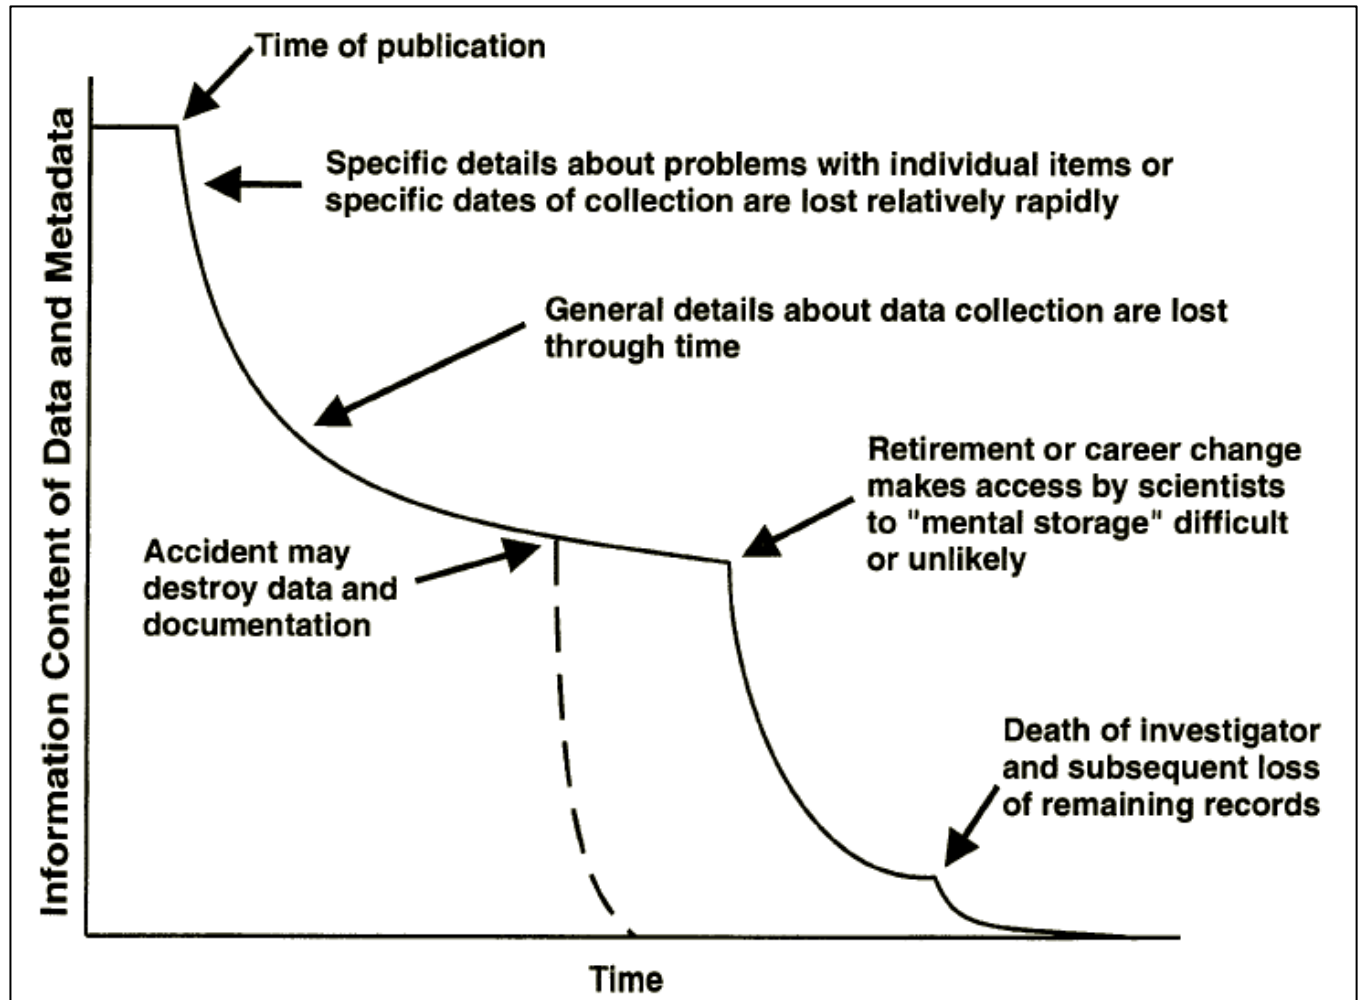 Time of publication
Specific details about problems with individual items or
specific dates of collection are lost relatively rapidly
General details about data collection are lost
through time
Retirement or career change
makes access by scientists
to "mental storage" difficult
or unlikely
Accident may
destroy data and
documentation
Death of investigator
and subsequent loss
of remaining records
Information Content of Data and Metadata
Time